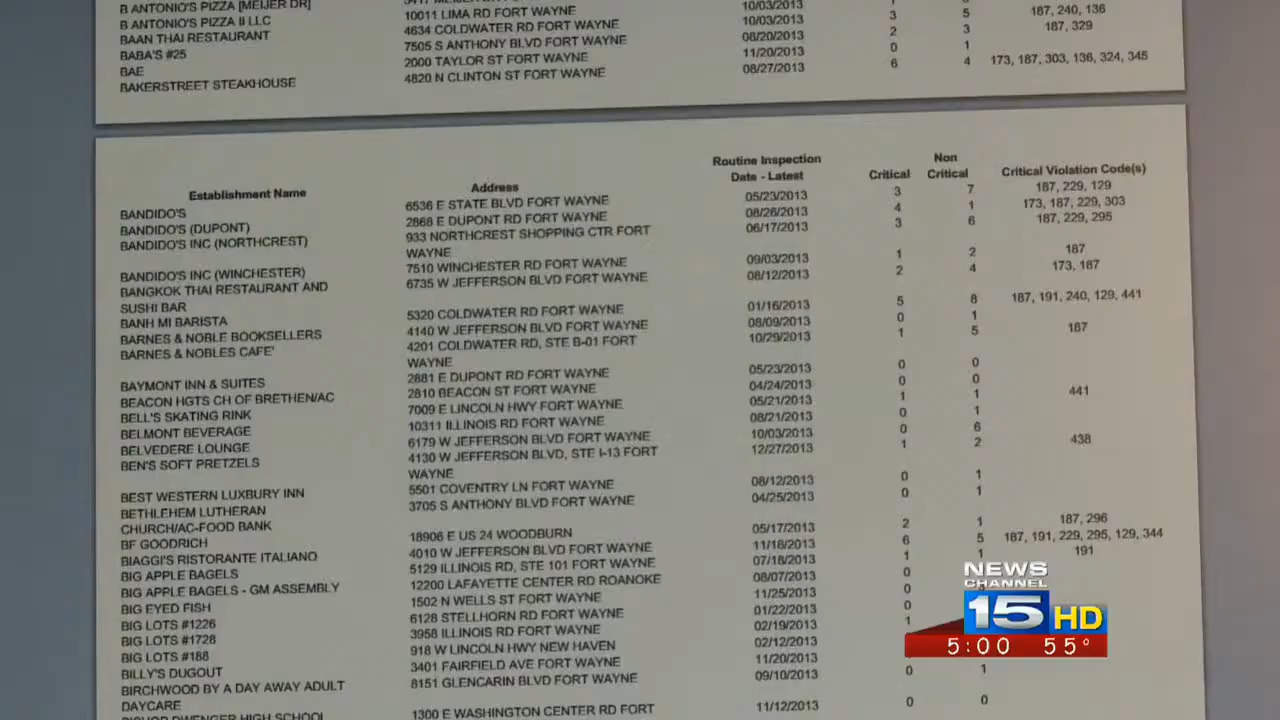 B ANTONIO'S PIZZA [MEIJER DR] 10/03/2013
B ANTONIO'S PIZZA II LLC 10011 LIMA RD FORT WAYNE 10/03/2013
BAAN THAI RESTAURANT 4634 COLDWATER RD FORT WAYNE 10/03/2013 3 5 187, 240, 136
BABA'S #25 7505 S ANTHONY BLVD FORT WAYNE 08/20/2013 2 3 187, 329
BAE 2000 TAYLOR ST FORT WAYNE 11/20/2013 0 1
BAKERSTREET STEAKHOUSE 4820 N CLINTON ST FORT WAYNE 08/27/2013 6 4 173, 187, 303, 136, 324, 345
Routine Inspection Non
Establishment Name Address Date - Latest Critical Critical Critical Violation Code(s)
BANDIDO'S 6536 E STATE BLVD FORT WAYNE 05/23/2013 3 7 187, 229, 129
BANDIDO'S (DUPONT) 2868 E DUPONT RD FORT WAYNE 08/26/2013 4 1 173, 187, 229, 303
BANDIDO'S INC (NORTHCREST) 933 NORTHCREST SHOPPING CTR FORT 06/17/2013 3 6 187, 229, 295
WAYNE
BANDIDO'S INC (WINCHESTER) 7510 WINCHESTER RD FORT WAYNE 09/03/2013 1 2 187
BANGKOK THAI RESTAURANT AND 6735 W JEFFERSON BLVD FORT WAYNE 08/12/2013 2 4 173, 187
SUSHI BAR
BANH MI BARISTA 5320 COLDWATER RD FORT WAYNE 01/16/2013 5 8 187, 191, 240, 129, 441
BARNES & NOBLE BOOKSELLERS 4140 W JEFFERSON BLVD FORT WAYNE 08/09/2013 0 1
BARNES & NOBLES CAFE' 4201 COLDWATER RD, STE B-01 FORT 10/29/2013 1 5 187
WAYNE
BAYMONT INN & SUITES 2881 E DUPONT RD FORT WAYNE 05/23/2013 0 0
BEACON HGTS CH OF BRETHEN/AC 2810 BEACON ST FORT WAYNE 04/24/2013 0 0
BELL'S SKATING RINK 7009 E LINCOLN HWY FORT WAYNE 05/21/2013 1 1 441
BELMONT BEVERAGE 10311 ILLINOIS RD FORT WAYNE 08/21/2013 0 1
BELVEDERE LOUNGE 6179 W JEFFERSON BLVD FORT WAYNE 10/03/2013 0 6
BEN'S SOFT PRETZELS 4130 W JEFFERSON BLVD, STE I-13 FORT 12/27/2013 1 2 438
WAYNE
BEST WESTERN LUXBURY INN 5501 COVENTRY LN FORT WAYNE 08/12/2013 0 1
BETHLEHEM LUTHERAN 3705 S ANTHONY BLVD FORT WAYNE 04/25/2013 0 1
CHURCH/AC-FOOD BANK
BF GOODRICH 18906 E US 24 WOODBURN 05/17/2013 2 1 187, 296
BIAGGI'S RISTORANTE ITALIANO 4010 W JEFFERSON BLVD FORT WAYNE 11/18/2013 6 5 187, 191, 229, 295, 129, 344
BIG APPLE BAGELS 5129 ILLINOIS RD, STE 101 FORT WAYNE 07/18/2013 1 1 191
BIG APPLE BAGELS - GM ASSEMBLY 12200 LAFAYETTE CENTER RD ROANOKE 08/07/2013 0
BIG EYED FISH 1502 N WELLS ST FORT WAYNE 11/25/2013 0
BIG LOTS #1226 6128 STELLHORN RD FORT WAYNE 01/22/2013 0
BIG LOTS #1728 3958 ILLINOIS RD FORT WAYNE 02/19/2013 1
BIG LOTS #188 918 W LINCOLN HWY NEW HAVEN 02/12/2013
BILLY'S DUGOUT 3401 FAIRFIELD AVE FORT WAYNE 11/20/2013
BIRCHWOOD BY A DAY AWAY ADULT 8151 GLENCARIN BLVD FORT WAYNE 09/10/2013 0 1
DAYCARE
BISHOP DWENGER HIGH SCHOOL 1300 E WASHINGTON CENTER RD FORT 11/12/2013 0 0
NEWS
CHANNEL
15 HD
5:00 55°